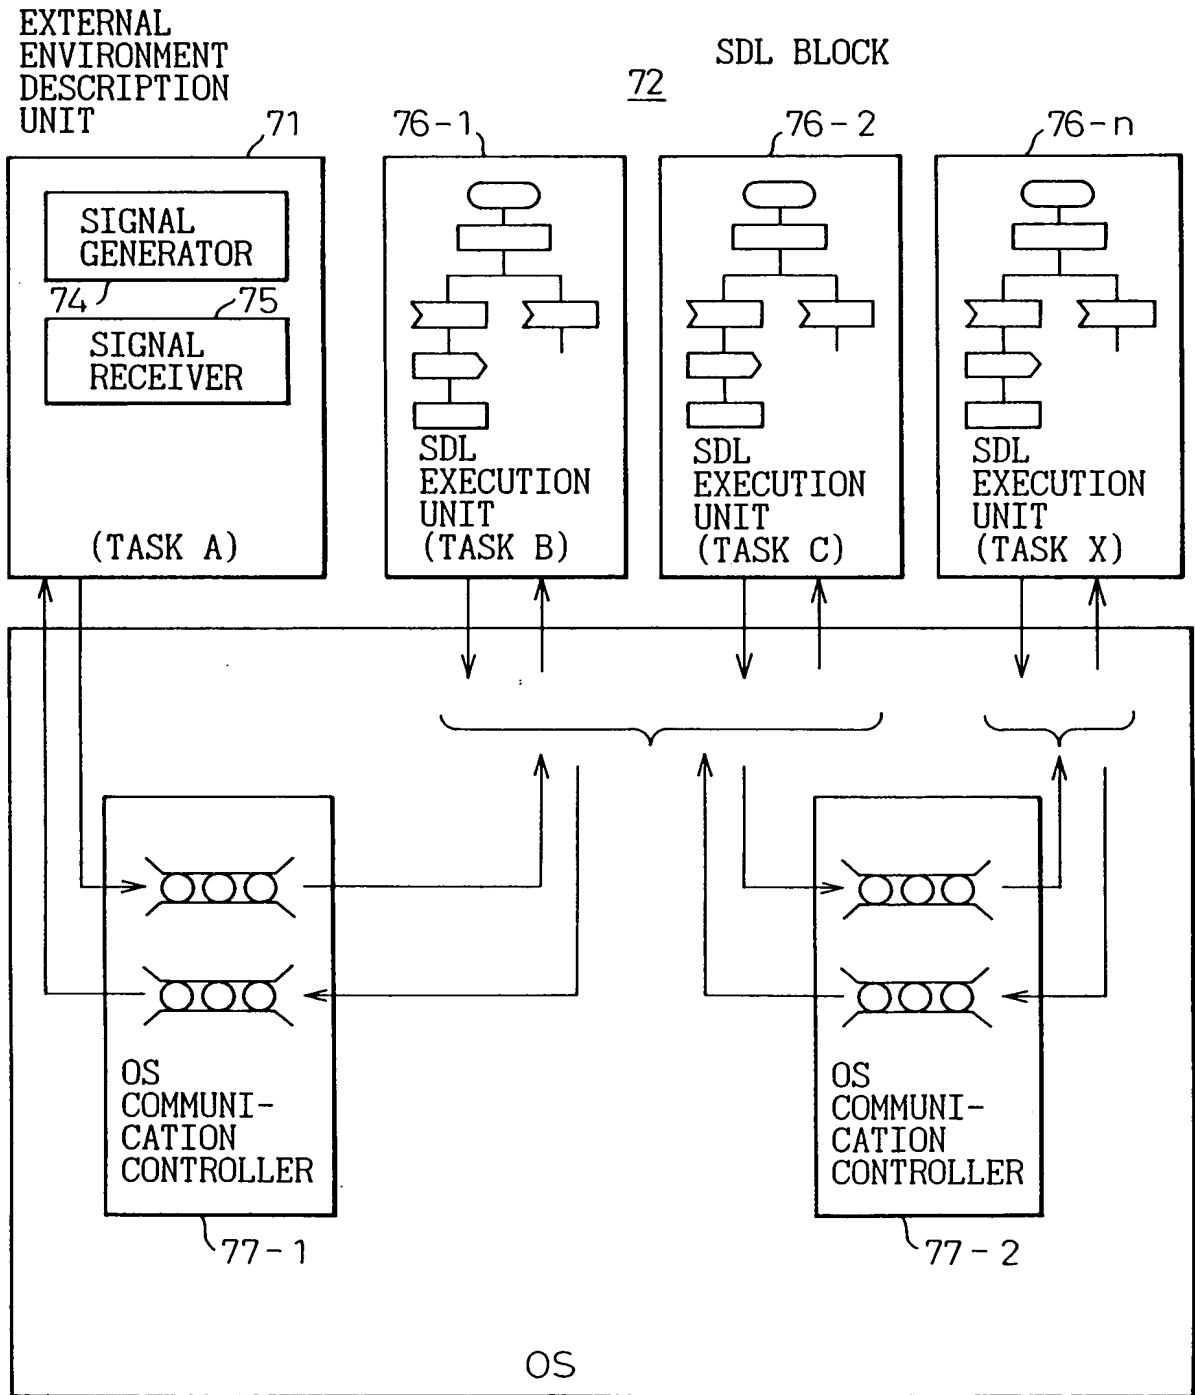 EXTERNAL
ENVIRONMENT
DESCRIPTION
UNIT
SDL BLOCK
72
71
76-1
76-2
76-n
SIGNAL
GENERATOR
74
75
SIGNAL
RECEIVER
(TASK A)
SDL
EXECUTION
UNIT
(TASK B)
SDL
EXECUTION
UNIT
(TASK C)
SDL
EXECUTION
UNIT
(TASK X)
OS
COMMUNI-
CATION
CONTROLLER
77-1
OS
COMMUNI-
CATION
CONTROLLER
77-2
OS